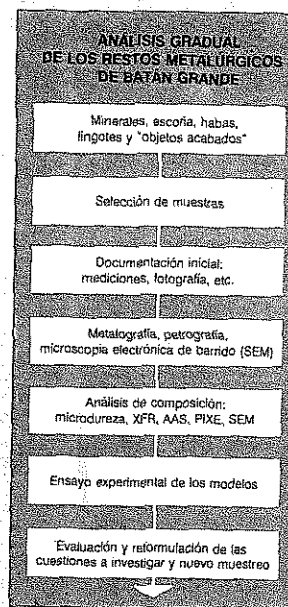 ANÁLISIS GRADUAL
DE LOS RESTOS METALÚRGICOS
DE BATÁN GRANDE
Minerales, escoria, habas,
lingotes y "objetos acabados"
Selección de muestras
Documentación inicial:
mediciones, fotografía, etc.
Metalografía, petrografía,
microscopia electrónica de barrido (SEM)
Análisis de composición:
microdureza, XFR, AAS, PIXE, SEM
Ensayo experimental de los modelos
Evaluación y reformulación de las
cuestiones a investigar y nuevo muestreo